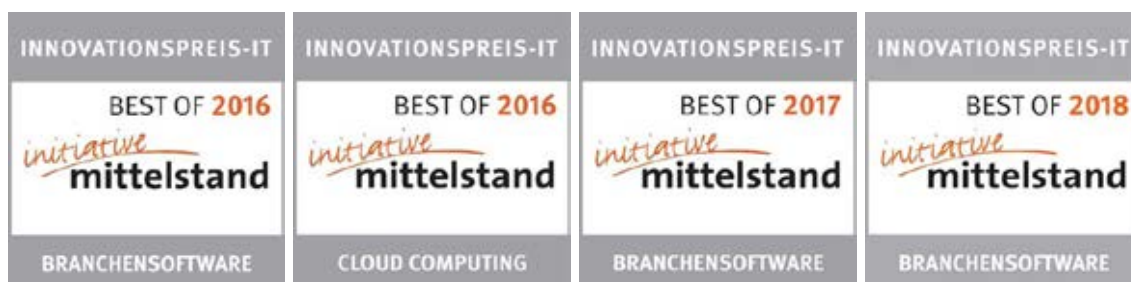 INNOVATIONSPREIS-IT
BEST OF 2016
initiative
mittelstand
BRANCHENSOFTWARE
INNOVATIONSPREIS-IT
BEST OF 2016
initiative
mittelstand
CLOUD COMPUTING
INNOVATIONSPREIS-IT
BEST OF 2017
initiative
mittelstand
BRANCHENSOFTWARE
INNOVATIONSPREIS-IT
BEST OF 2018
initiative
mittelstand
BRANCHENSOFTWARE